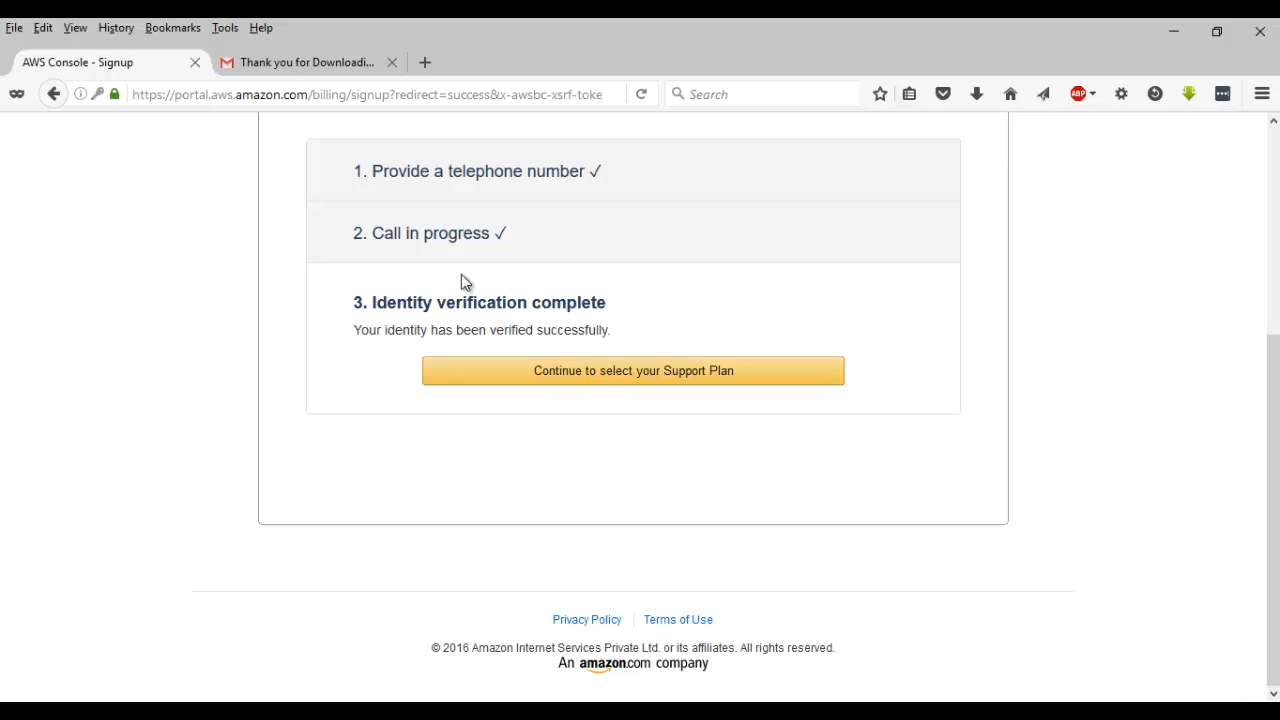 File Edit View History Bookmarks Tools Help
AWS Console - Signup
Thank you for Downloadi...
https://portal.aws.amazon.com/billing/signup?redirect=success&x-awsbc-xsrf-toke
Search
ABP
1. Provide a telephone number ✓
2. Call in progress ✓
3. Identity verification complete
Your identity has been verified successfully.
Continue to select your Support Plan
Privacy Policy
Terms of Use
© 2016 Amazon Internet Services Private Ltd. or its affiliates. All rights reserved.
An amazon.com company